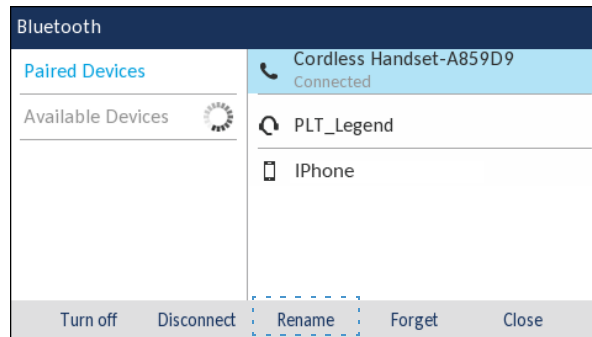 Bluetooth
Paired Devices
Available Devices
Cordless Handset-A859D9
Connected
PLT_Legend
IPhone
Turn off Disconnect Rename Forget Close